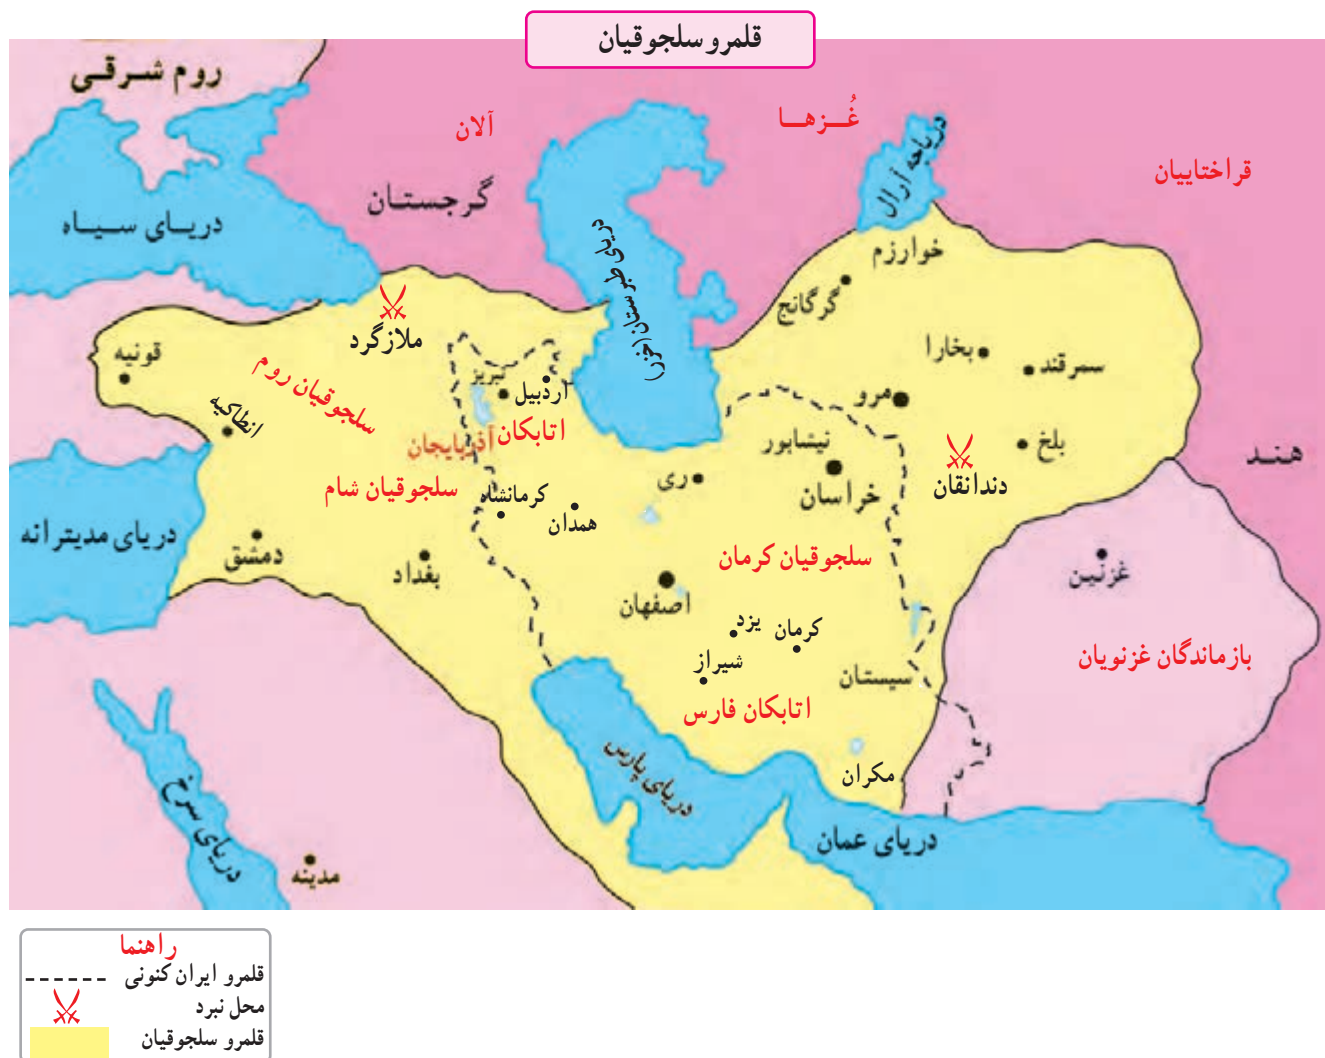 قلمرو سلجوقیان
روم شرقی
آلان
غُزها
دریاچه آرال
قراختاییان
گرجستان
دریای سیاه
دریای طبرستان (خزر)
خوارزم
گرگانج
ملازگرد
قونیه
سلجوقیان روم
تبریز
اردبیل
بخارا
سمرقند
مرو
انطاکیه
اتابکان
آذربایجان
نیشابور
بلخ
هند
سلجوقیان شام
کرمانشاه
ری
خراسان
دندانقان
همدان
دریای مدیترانه
دمشق
بغداد
سلجوقیان کرمان
غزنین
اصفهان
یزد
کرمان
شیراز
سیستان
بازماندگان غزنویان
اتابکان فارس
دریای پارس
مکران
دریای سرخ
دریای عمان
مدینه
راهنما
قلمرو ایران کنونی
محل نبرد
قلمرو سلجوقیان